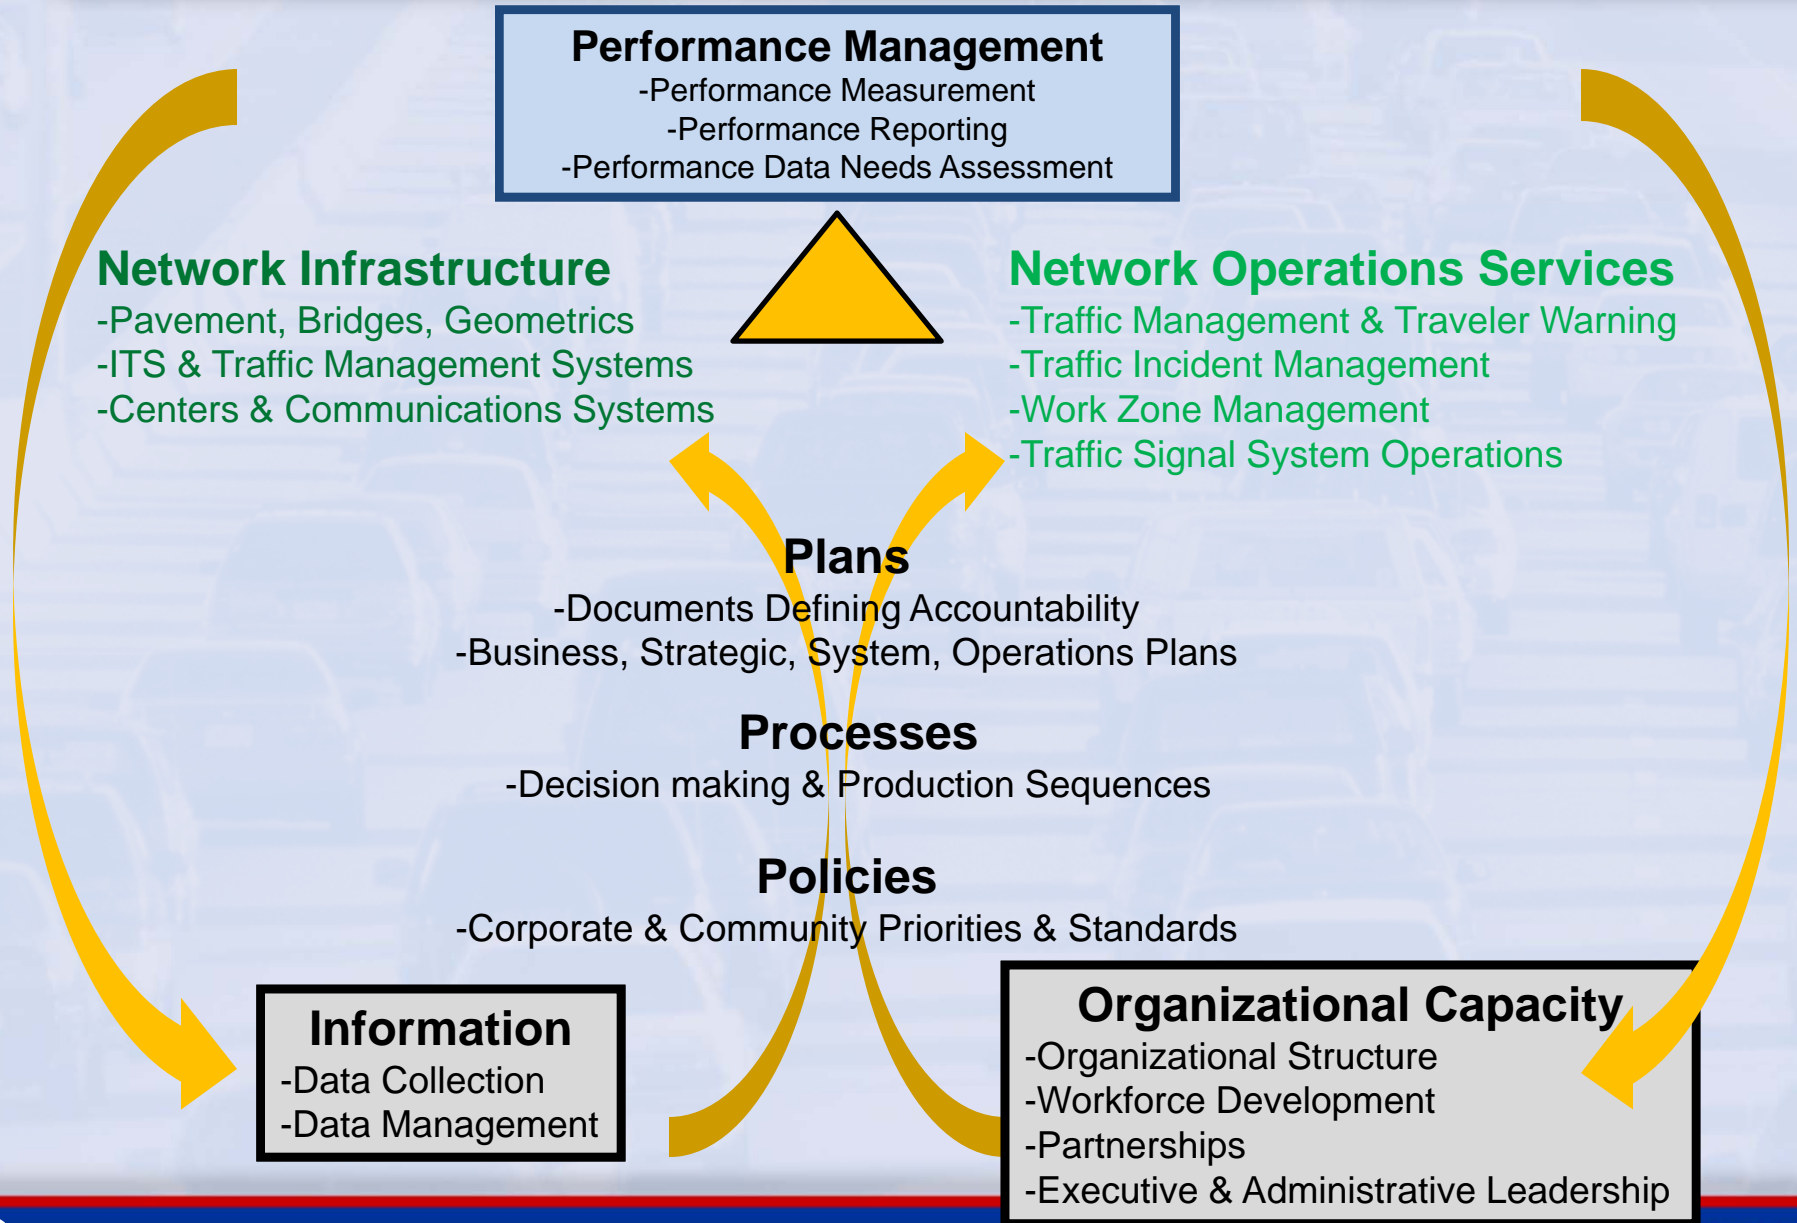 Performance Management
-Performance Measurement
-Performance Reporting
-Performance Data Needs Assessment
Network Infrastructure
-Pavement, Bridges, Geometrics
-ITS & Traffic Management Systems
-Centers & Communications Systems
Network Operations Services
-Traffic Management & Traveler Warning
-Traffic Incident Management
-Work Zone Management
-Traffic Signal System Operations
Plans
-Documents Defining Accountability
-Business, Strategic, System, Operations Plans
Processes
-Decision making & Production Sequences
Policies
-Corporate & Community Priorities & Standards
Information
-Data Collection
-Data Management
Organizational Capacity
-Organizational Structure
-Workforce Development
-Partnerships
-Executive & Administrative Leadership